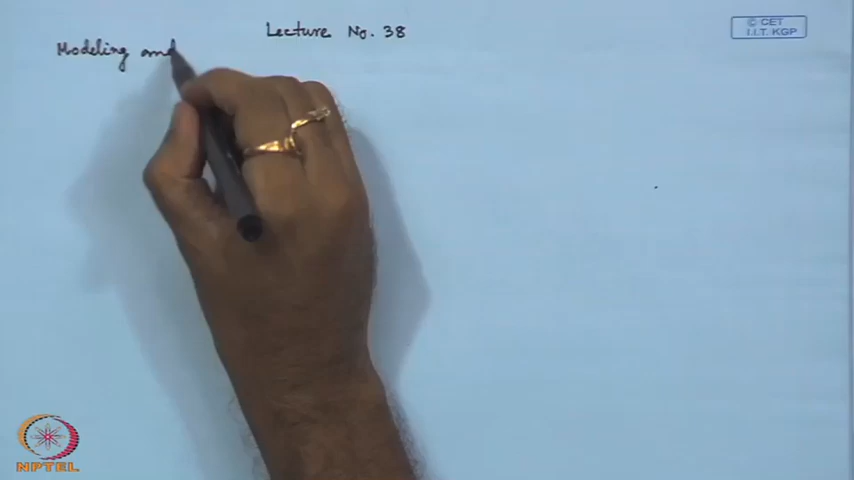 Lecture No. 38
© CET
I.I.T. KGP
Modeling and
NPTEL